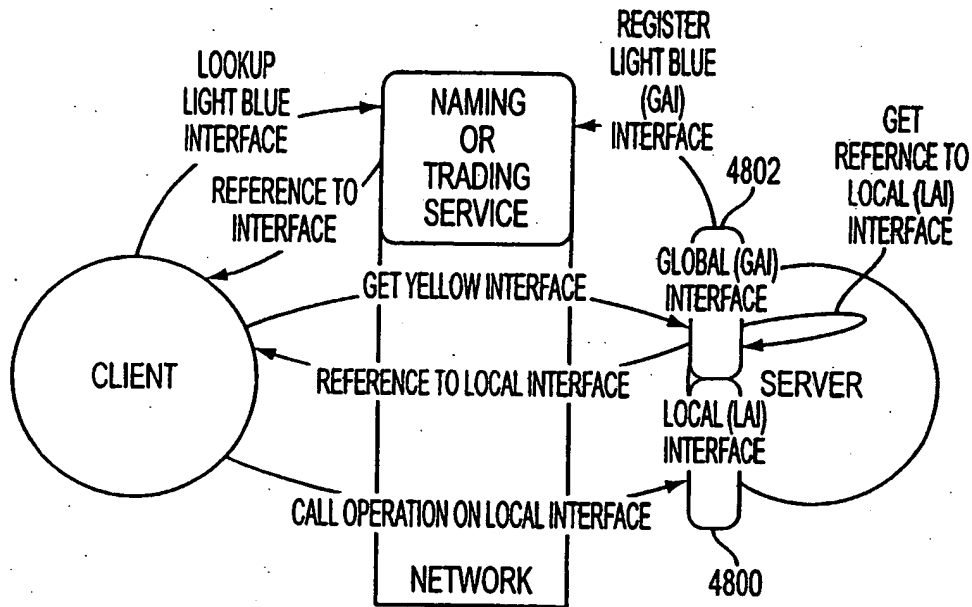 LOOKUP
LIGHT BLUE
INTERFACE
NAMING
OR
TRADING
SERVICE
REGISTER
LIGHT BLUE
(GAI)
INTERFACE
GET
REFERNCE TO
LOCAL (LAI)
INTERFACE
4802
REFERENCE TO
INTERFACE
GLOBAL (GAI)
INTERFACE
GET YELLOW INTERFACE
CLIENT
REFERENCE TO LOCAL INTERFACE
SERVER
LOCAL (LAI)
INTERFACE
CALL OPERATION ON LOCAL INTERFACE
NETWORK
4800